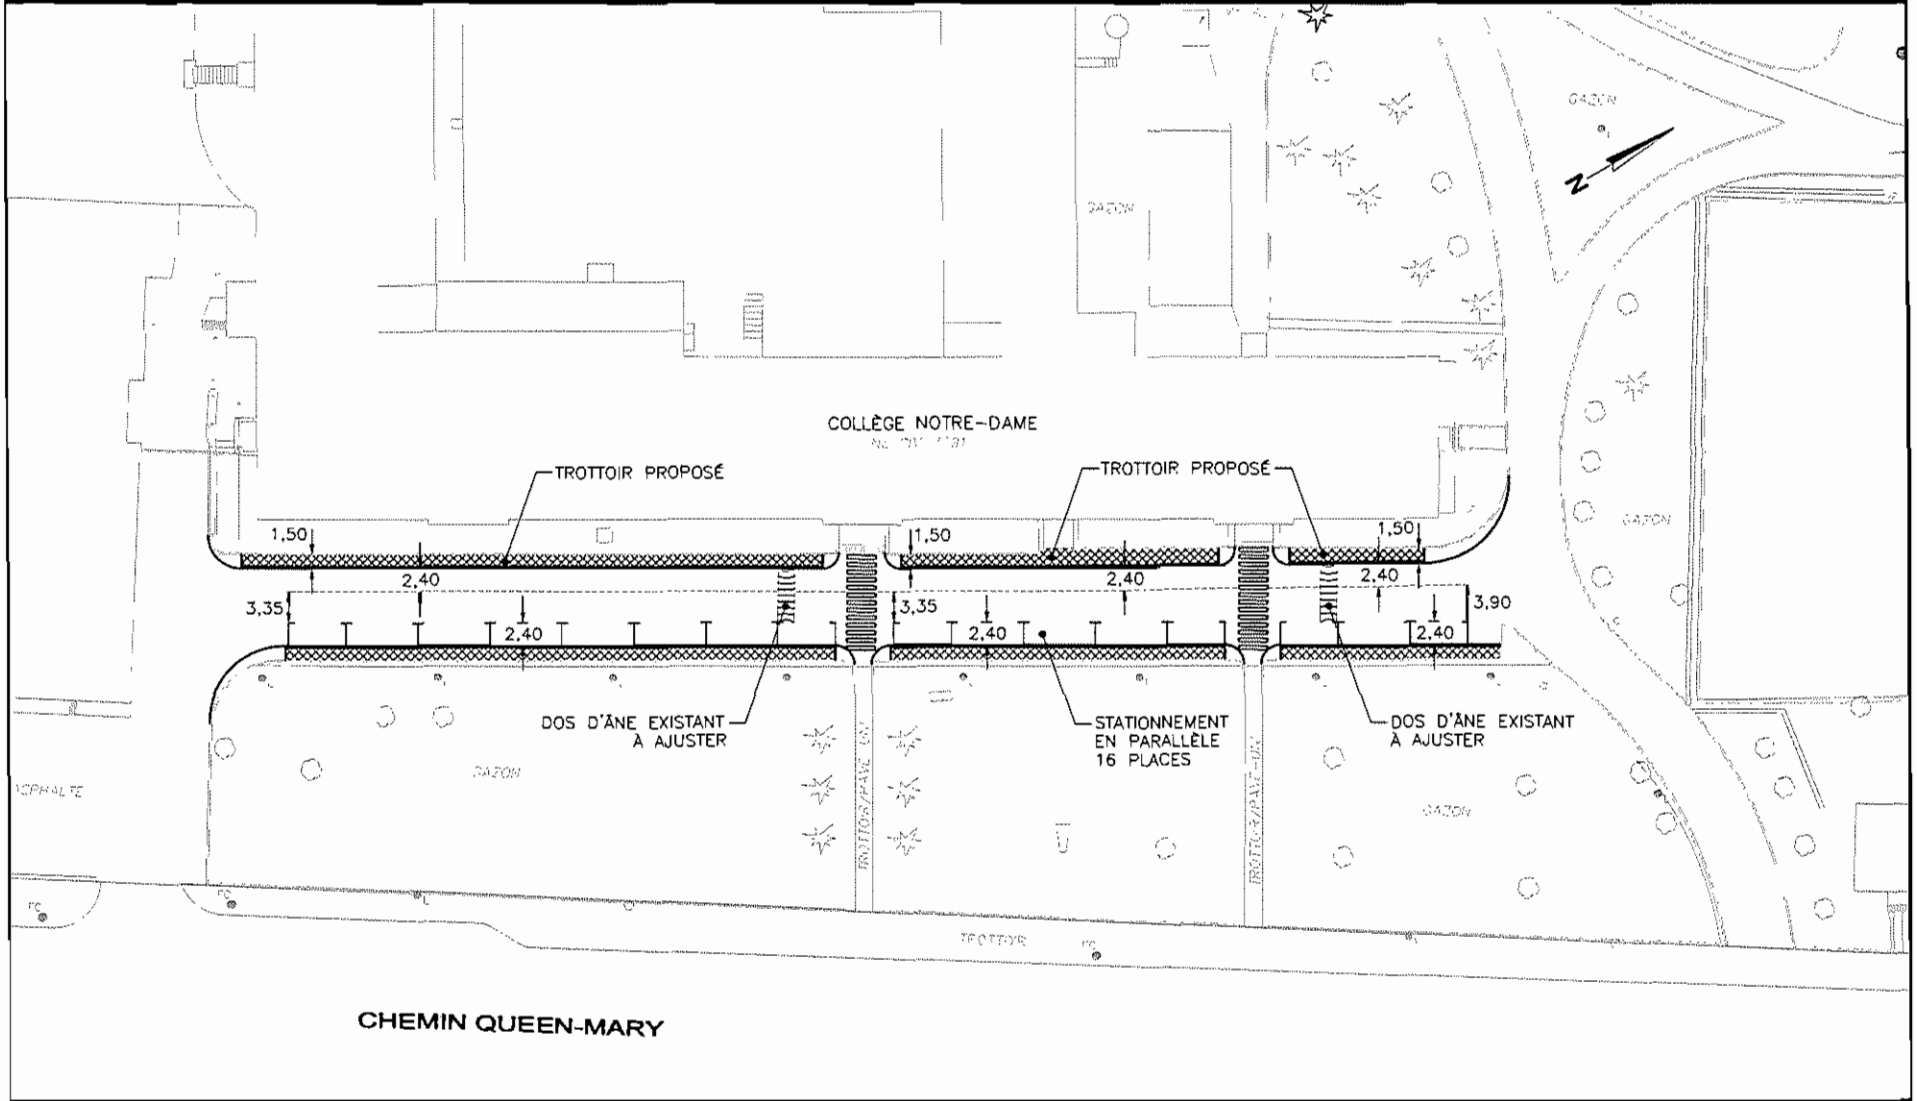 GAZON
N
GAZON
COLLÈGE NOTRE-DAME
TROTTOIR PROPOSÉ
TROTTOIR PROPOSÉ
1,50
1,50
1,50
GAZON
2,40
2,40
2,40
3,35
3,35
3,90
2,40
2,40
2,40
DOS D'ÂNE EXISTANT
À AJUSTER
STATIONNEMENT
EN PARALLÈLE
16 PLACES
DOS D'ÂNE EXISTANT
À AJUSTER
GAZON
GAZON
TROTTOIR
CHEMIN QUEEN-MARY